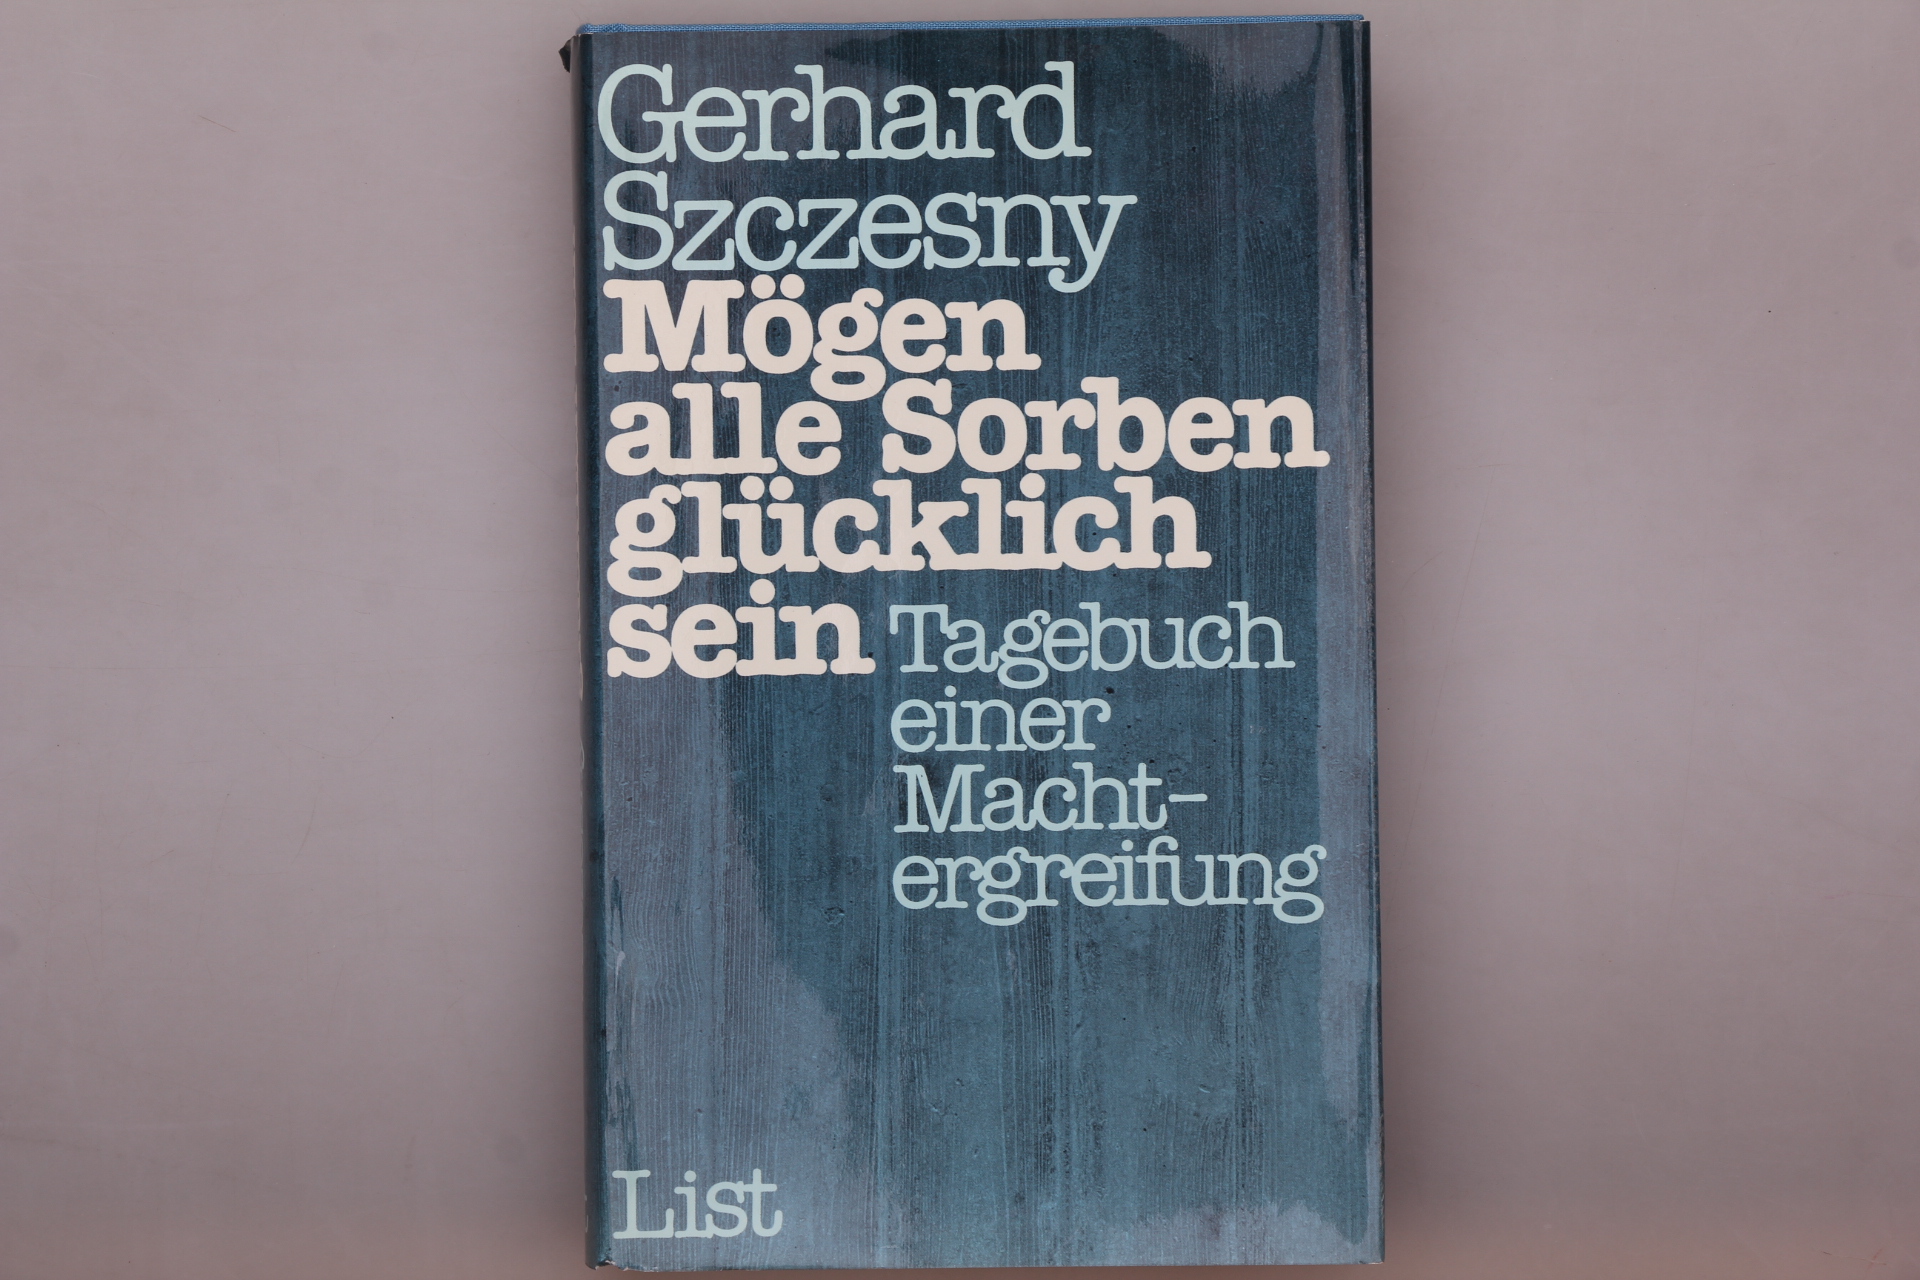 Gerhard
Szczesny
Mögen
alle Sorben
glücklich
sein Tagebuch
einer
Macht-
ergreifung
List